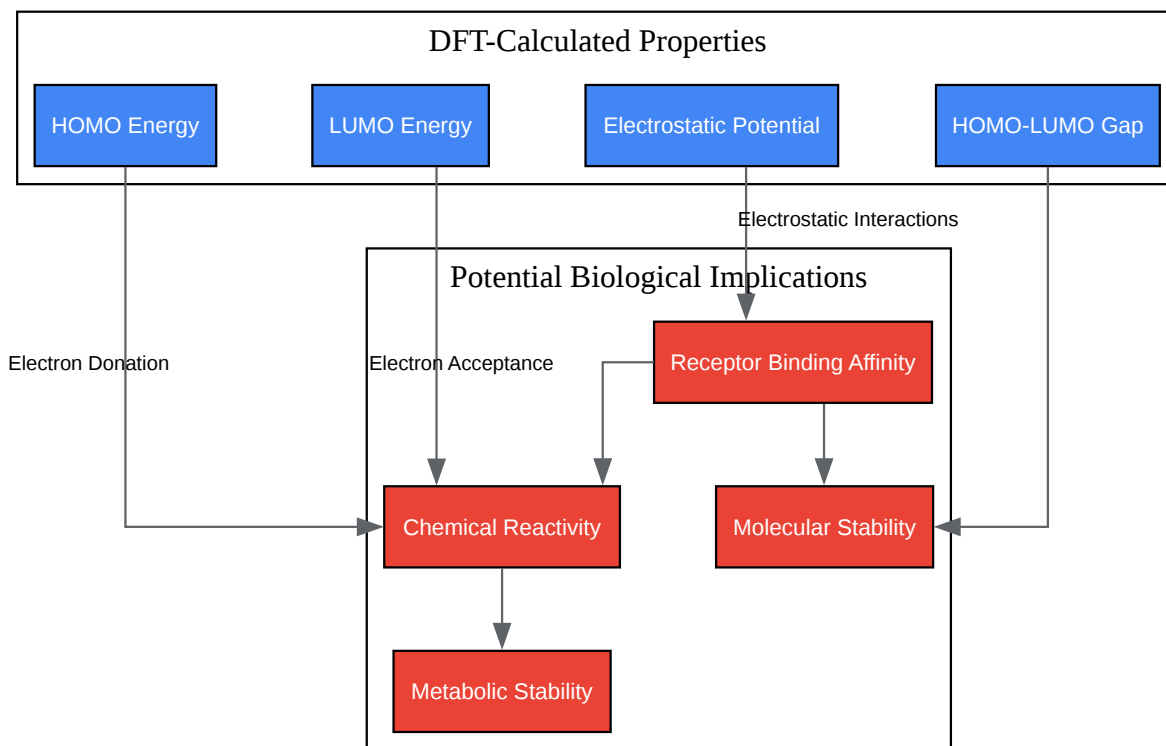 DFT-Calculated Properties
HOMO Energy
LUMO Energy
Electrostatic Potential
HOMO-LUMO Gap
Electrostatic Interactions
Potential Biological Implications
Electron Donation
Electron Acceptance
Receptor Binding Affinity
Chemical Reactivity
Molecular Stability
Metabolic Stability